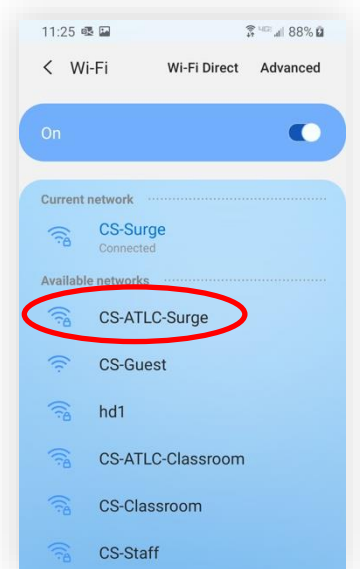 11:25 88%
Wi-Fi Wi-Fi Direct Advanced
On
Current network
CS-Surge
Connected
Available networks
CS-ATLC-Surge
CS-Guest
hd1
CS-ATLC-Classroom
CS-Classroom
CS-Staff